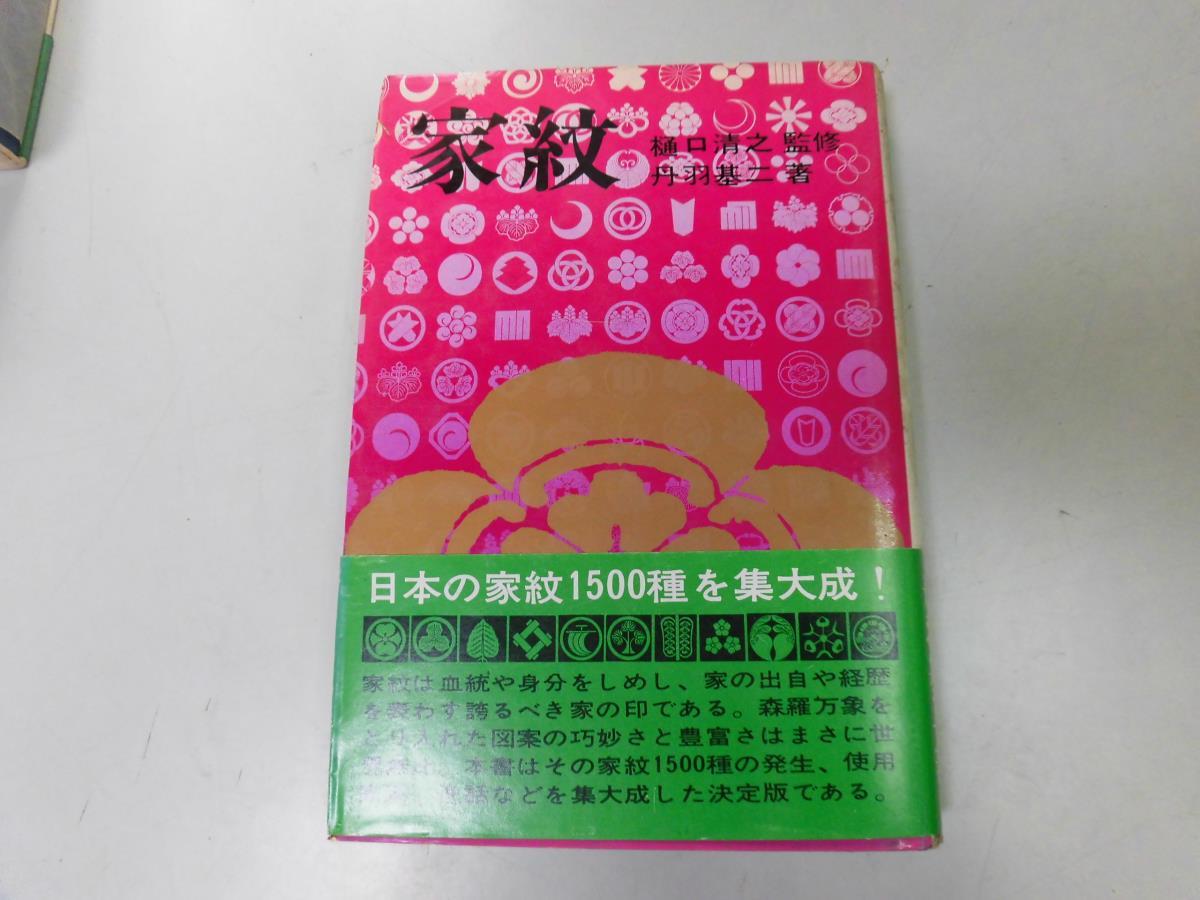 家紋
樋口清之 監修
丹羽基二 著
日本の家紋1500種を集大成!
家紋は血統や身分をしめし、家の出自や経歴
を表わす誇るべき家の印である。森羅万象を
とり入れた図案の巧妙さと豊富さはまさに世
本書はその家紋1500種の発生、使用
話などを集大成した決定版である。